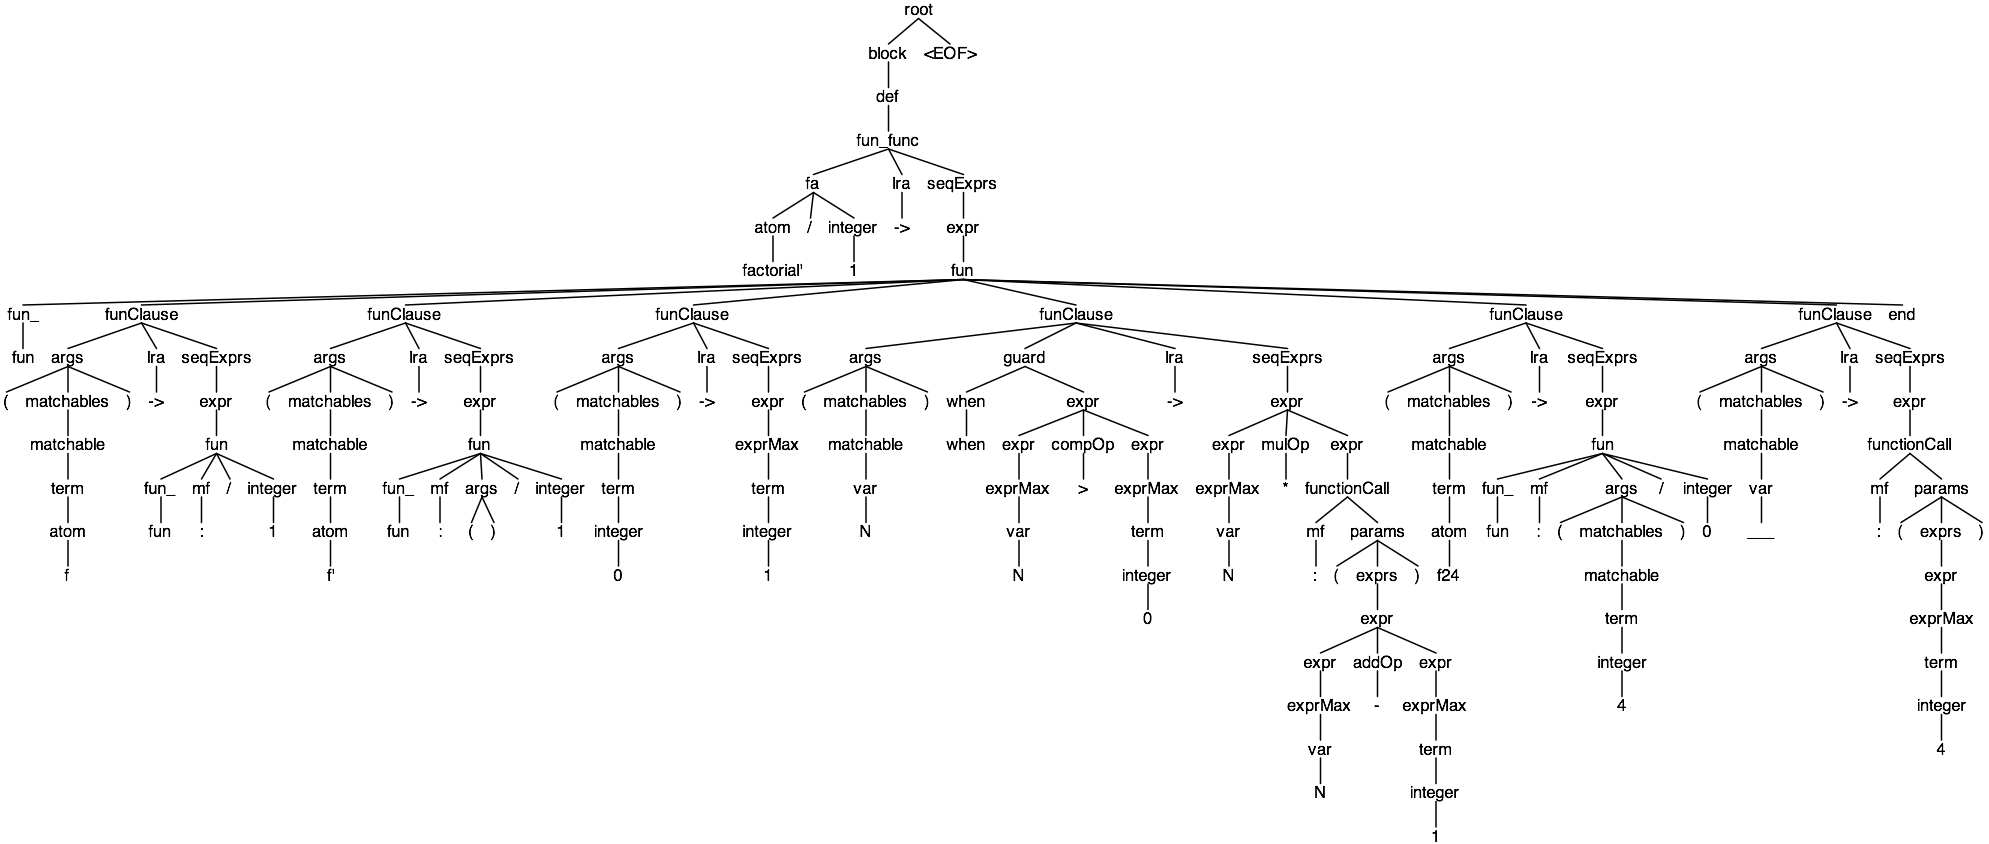 root
block <EOF>
def
fun_func
fa lra seqExprs
atom / integer -> expr
factorial' 1 fun
fun_ funClause funClause funClause funClause funClause funClause end
fun args lra seqExprs args lra seqExprs args lra seqExprs args guard lra seqExprs args lra seqExprs args lra seqExprs
( matchables ) -> expr ( matchables ) -> expr ( matchables ) -> expr ( matchables ) when expr -> expr ( matchables ) -> expr ( matchables ) -> expr
matchable fun matchable fun matchable exprMax matchable when expr compOp expr expr mulOp expr matchable fun matchable functionCall
term fun_ mf / integer term fun_ mf args / integer term term var exprMax > exprMax exprMax * functionCall term fun_ mf args / integer var mf params
atom fun : 1 atom fun : ( ) 1 integer integer N var term var mf params atom fun : ( matchables ) 0 ___ : ( exprs )
f f' 0 1 N integer N : ( exprs ) f24 matchable expr
0 expr term exprMax
expr addOp expr integer term
exprMax - exprMax 4 integer
var term 4
N integer
1